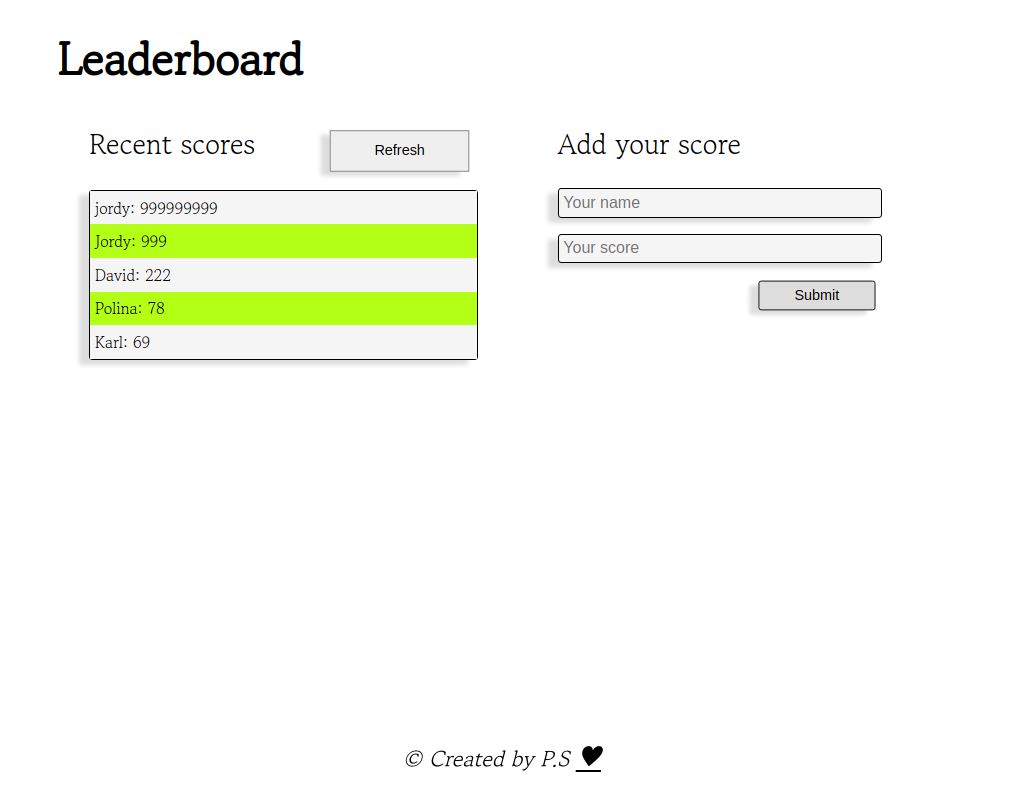 Leaderboard
Recent scores
Refresh
jordy: 999999999
Jordy: 999
David: 222
Polina: 78
Karl: 69
Add your score
Your name
Your score
Submit
© Created by P.S ♥